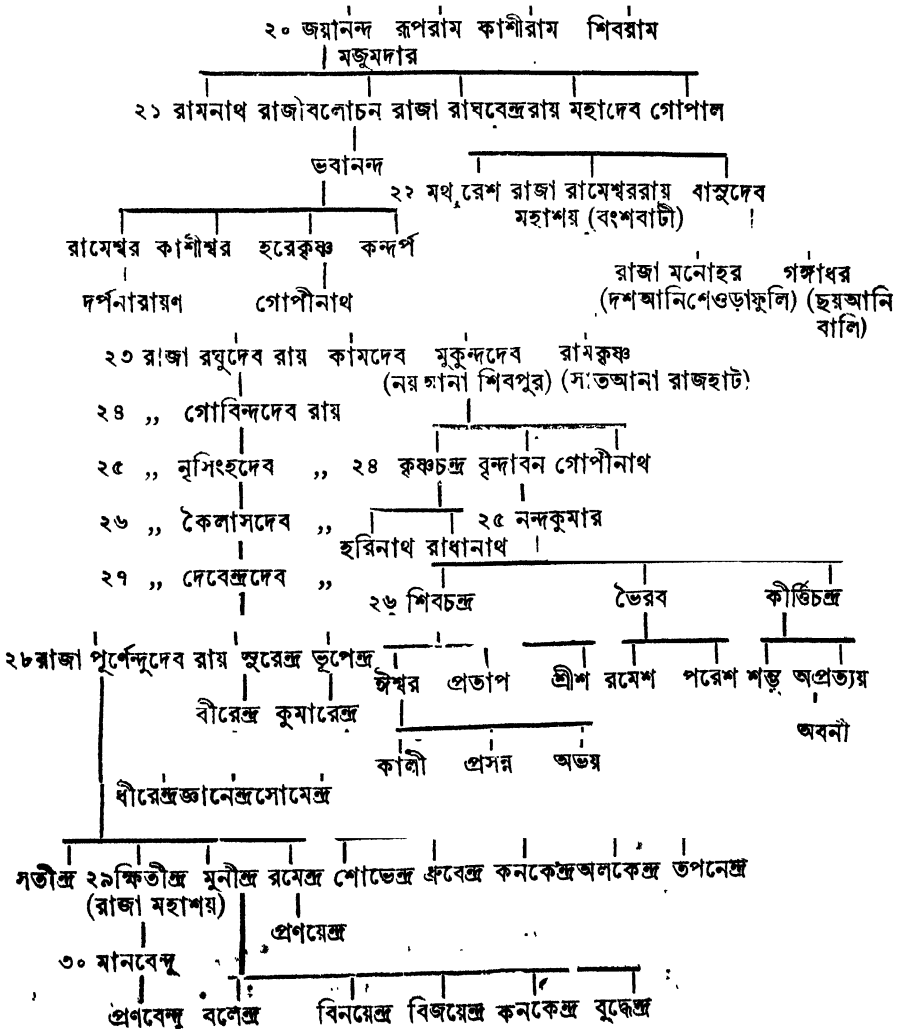 ২০ জয়ানন্দ রূপরাম কাশীরাম শিবরাম
মজুমদার
২১ রামনাথ রাজীবলোচন রাজা রাঘবেন্দ্ররায় মহাদেব গোপাল
ভবানন্দ
২২ মথুরেশ রাজা রামেশ্বররায় বাসুদেব
মহাশয় (বংশবাটী)
রামেশ্বর কাশীশ্বর হরেকৃষ্ণ কন্দর্প
রাজা মনোহর গঙ্গাধর
দর্পনারায়ণ গোপীনাথ
(দশআনিশেওড়াফুলি) (ছয়আনি
বালি)
২৩ রাজা রঘুদেব রায় কামদেব মুকুন্দদেব রামকৃষ্ণ
(নয়আনা শিবপুর) (সাতআনা রাজহাট)
২৪ ,, গোবিন্দদেব রায়
২৫ ,, নৃসিংহদেব ,, ২৪ কৃষ্ণচন্দ্র বৃন্দাবন গোপীনাথ
২৬ ,, কৈলাসদেব ,, ২৫ নন্দকুমার
হরিনাথ রাধানাথ
২৭ ,, দেবেন্দ্রদেব ,,
২৬ শিবচন্দ্র ভৈরব কীর্ত্তিচন্দ্র
২৮রাজা পূর্ণেন্দুদেব রায় সুরেন্দ্র ভূপেন্দ্র
ঈশ্বর প্রতাপ শ্রীশ রমেশ পরেশ শম্ভু অপ্রত্যয়
বীরেন্দ্র কুমারেন্দ্র
অবনী
কালী প্রসন্ন অভয়
ধীরেন্দ্রজ্ঞানেন্দ্রসোমেন্দ্র
সতীন্দ্র ২৯ক্ষিতীন্দ্র মুনীন্দ্র রমেন্দ্র শোভেন্দ্র ধ্রুবেন্দ্র কনকেন্দ্রঅলকেন্দ্র তপনেন্দ্র
(রাজা মহাশয়)
প্রণয়েন্দ্র
৩০ মানবেন্দু
প্রণবেন্দু বলেন্দ্র বিনয়েন্দ্র বিজয়েন্দ্র কনকেন্দ্র বুদ্ধেন্দ্র